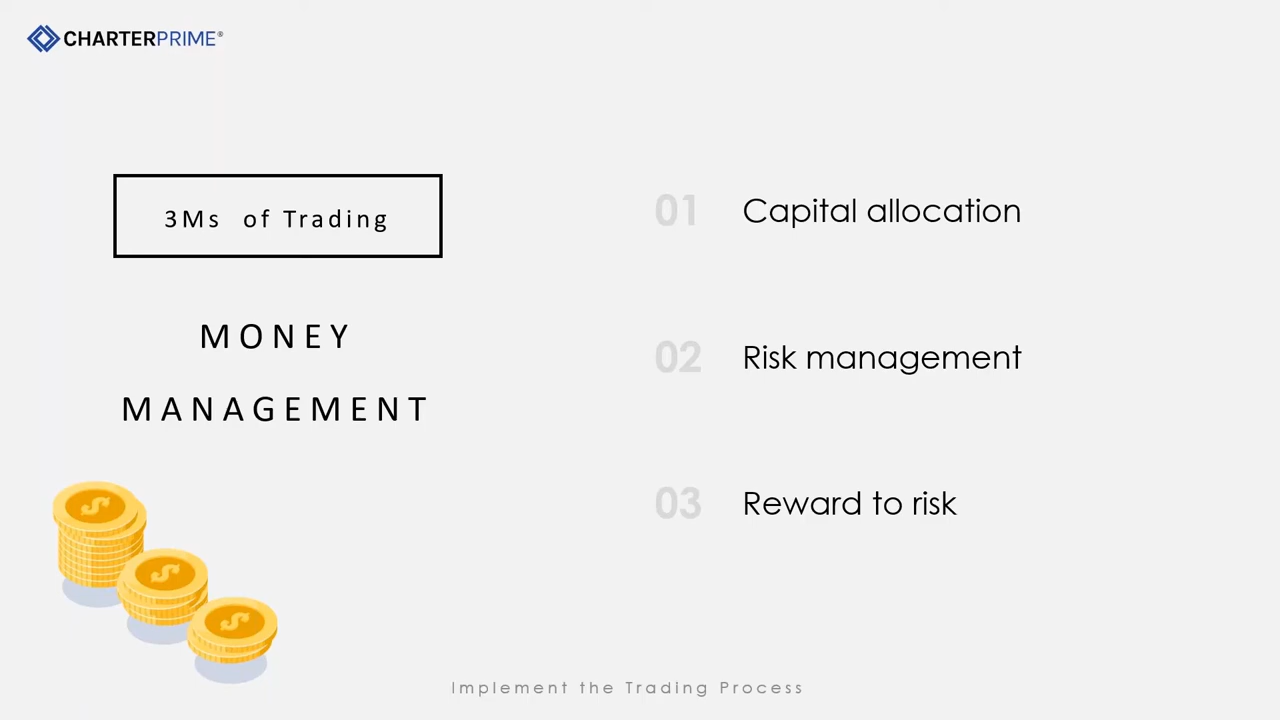 CHARTERPRIME®
3Ms of Trading
MONEY
MANAGEMENT
01 Capital allocation
02 Risk management
03 Reward to risk
Implement the Trading Process